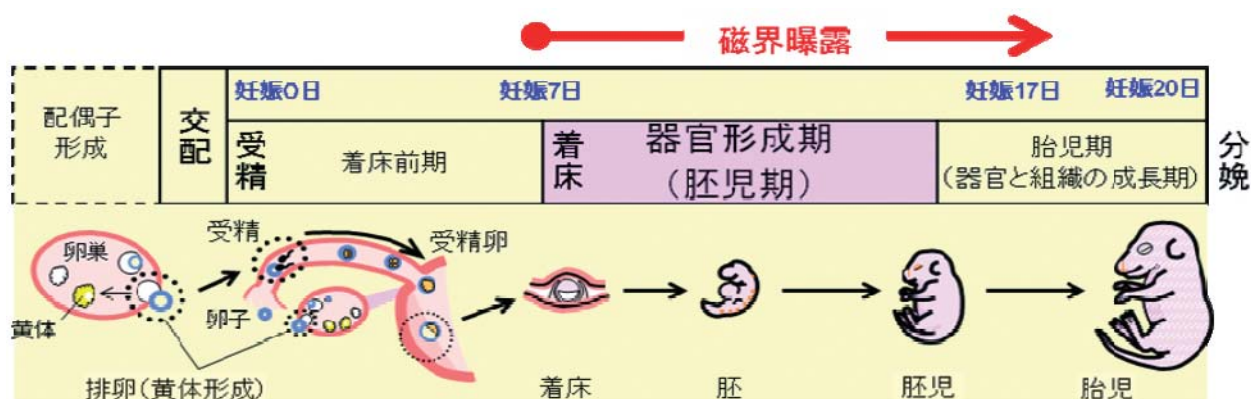 磁界曝露
妊娠0日
妊娠7日
妊娠17日
妊娠20日
配偶子
形成
交配
受精
着床前期
着床
器官形成期
(胚児期)
胎児期
(器官と組織の成長期)
分娩
卵巣
黄体
排卵(黄体形成)
受精
卵子
受精卵
着床
胚
胚児
胎児